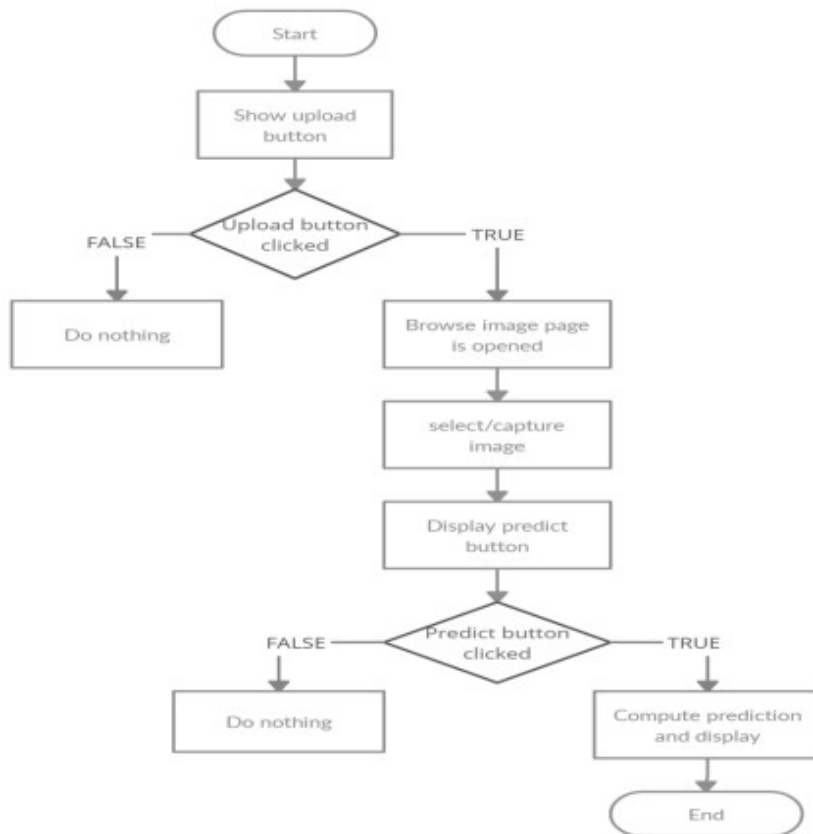 Start
Show upload
button
Upload button
clicked
FALSE
TRUE
Do nothing
Browse image page
is opened
select/capture
image
Display predict
button
Predict button
clicked
FALSE
TRUE
Do nothing
Compute prediction
and display
End